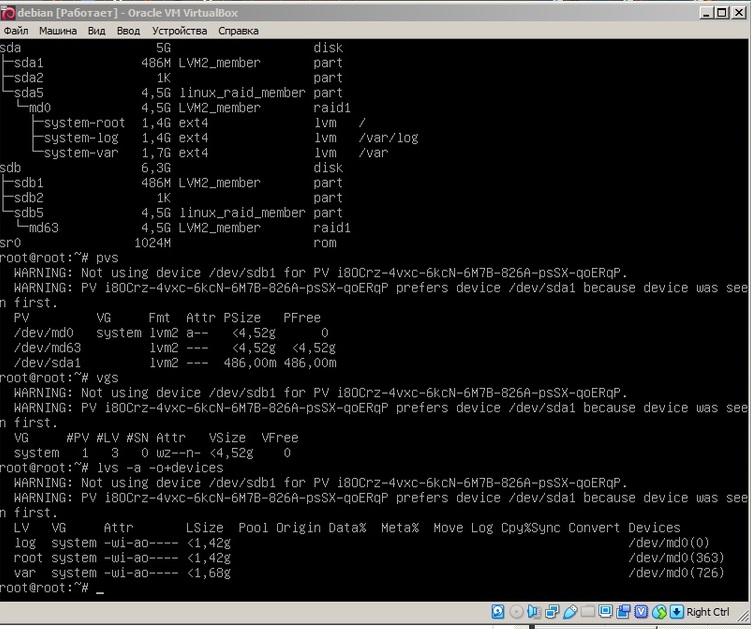 debian [Работает] - Oracle VM VirtualBox
Файл Машина Вид Ввод Устройства Справка
sda 5G disk
├─sda1 486M LVM2_member part
├─sda2 1K part
└─sda5 4,5G linux_raid_member part
└─md0 4,5G LVM2_member raid1
├─system-root 1,4G ext4 lvm /
├─system-log 1,4G ext4 lvm /var/log
└─system-var 1,7G ext4 lvm /var
sdb 6,3G disk
├─sdb1 486M LVM2_member part
├─sdb2 1K part
└─sdb5 4,5G linux_raid_member part
└─md63 4,5G LVM2_member raid1
sr0 1024M rom
root@root:~# pvs
WARNING: Not using device /dev/sdb1 for PV i8OCrz-4vxc-6kcN-6M7B-826A-psSX-qoERqP.
WARNING: PV i8OCrz-4vxc-6kcN-6M7B-826A-psSX-qoERqP prefers device /dev/sda1 because device was see
n first.
PV VG Fmt Attr PSize PFree
/dev/md0 system lvm2 a-- <4,52g 0
/dev/md63 lvm2 --- <4,52g <4,52g
/dev/sda1 lvm2 --- 486,00m 486,00m
root@root:~# vgs
WARNING: Not using device /dev/sdb1 for PV i8OCrz-4vxc-6kcN-6M7B-826A-psSX-qoERqP.
WARNING: PV i8OCrz-4vxc-6kcN-6M7B-826A-psSX-qoERqP prefers device /dev/sda1 because device was see
n first.
VG #PV #LV #SN Attr VSize VFree
system 1 3 0 wz--n- <4,52g 0
root@root:~# lvs -a -o+devices
WARNING: Not using device /dev/sdb1 for PV i8OCrz-4vxc-6kcN-6M7B-826A-psSX-qoERqP.
WARNING: PV i8OCrz-4vxc-6kcN-6M7B-826A-psSX-qoERqP prefers device /dev/sda1 because device was see
n first.
LV VG Attr LSize Pool Origin Data% Meta% Move Log Cpy%Sync Convert Devices
log system -wi-ao---- <1,42g /dev/md0(0)
root system -wi-ao---- <1,42g /dev/md0(363)
var system -wi-ao---- <1,68g /dev/md0(726)
root@root:~# _
Right Ctrl